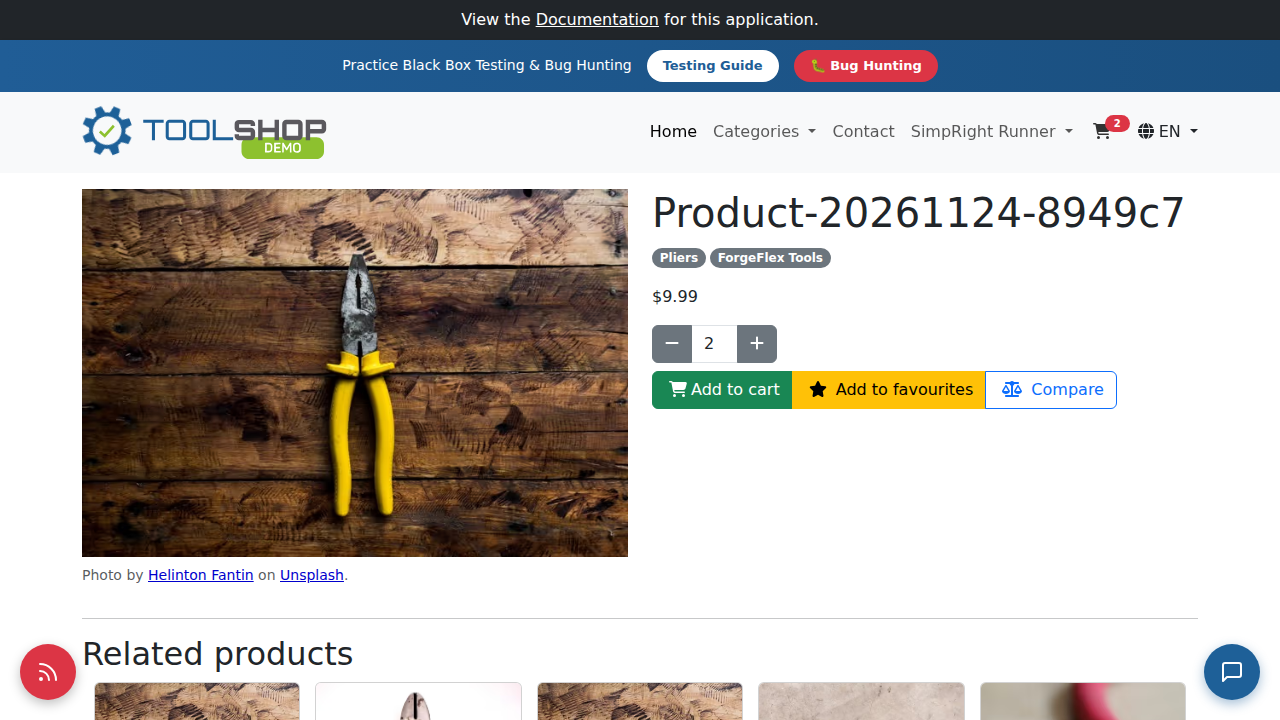 View the Documentation for this application.
Practice Black Box Testing & Bug Hunting
Testing Guide
Bug Hunting
TOOLSHOP
DEMO
Home
Categories
Contact
SimpRight Runner
2
EN
Product-20261124-8949c7
Pliers
ForgeFlex Tools
$9.99
2
Add to cart
Add to favourites
Compare
Photo by Helinton Fantin on Unsplash.
Related products